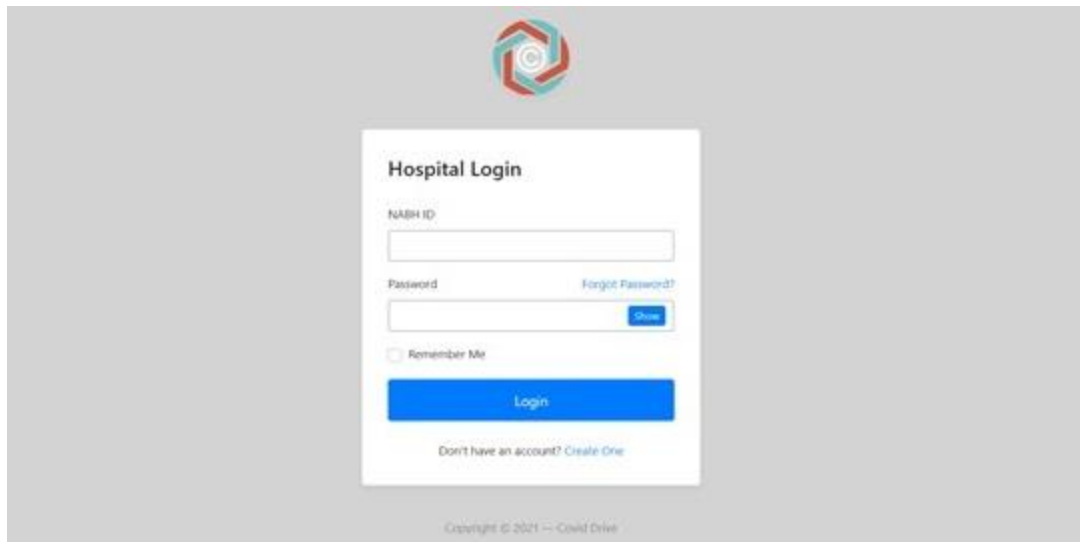 ©
Hospital Login
NABH ID
Password Forgot Password?
Show
Remember Me
Login
Don't have an account? Create One
Copyright © 2021 — Covid Drive